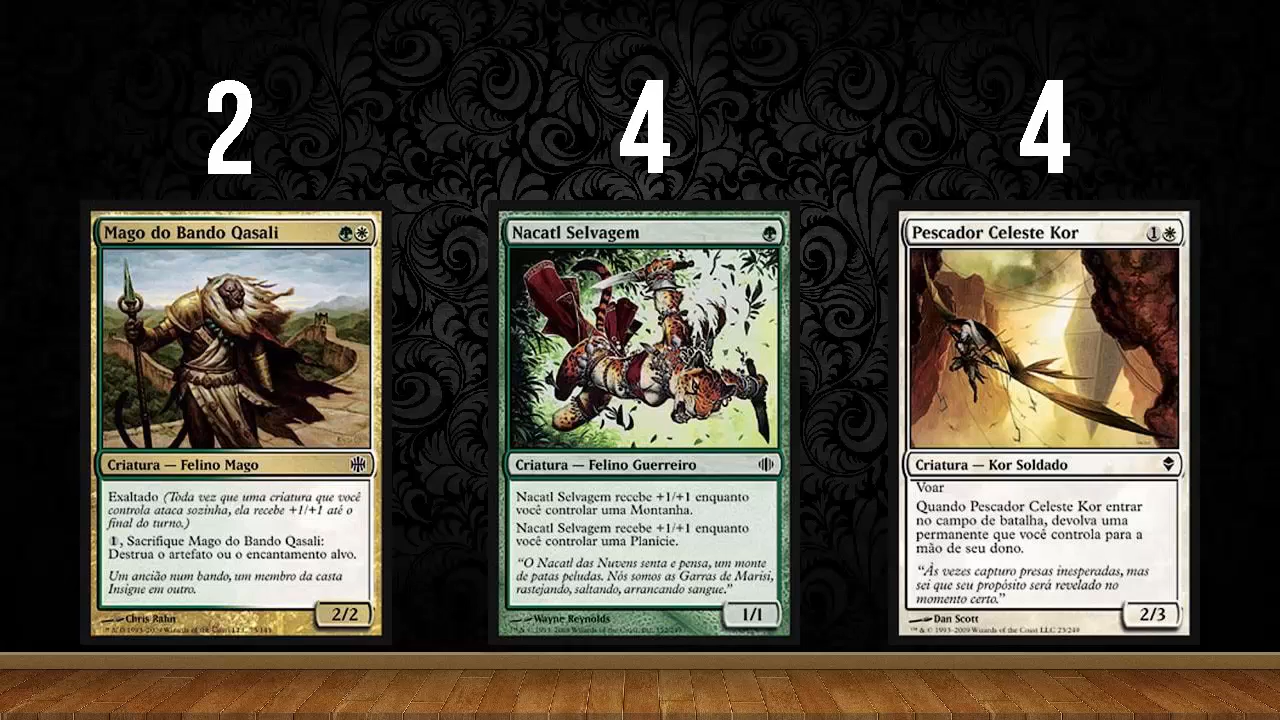 2
4
4
Mago do Bando Qasali
Criatura — Felino Mago
Exaltado (Toda vez que uma criatura que você
controla ataca sozinha, ela recebe +1/+1 até o
final do turno.)
1, Sacrifique Mago do Bando Qasali:
Destrua o artefato ou o encantamento alvo.
Um ancião num bando, um membro da casta
Insigne em outro.
2/2
Chris Rahn
Nacatl Selvagem
Criatura — Felino Guerreiro
Nacatl Selvagem recebe +1/+1 enquanto
você controlar uma Montanha.
Nacatl Selvagem recebe +1/+1 enquanto
você controlar uma Planície.
"O Nacatl das Nuvens senta e pensa, um monte
de patas peludas. Nós somos as Garras de Marisi,
rastejando, saltando, arrancando sangue."
1/1
Wayne Reynolds
Pescador Celeste Kor
1
Criatura — Kor Soldado
Voar
Quando Pescador Celeste Kor entrar
no campo de batalha, devolva uma
permanente que você controla para a
mão de seu dono.
"Às vezes capturo presas inesperadas, mas
sei que seu propósito será revelado no
momento certo."
2/3
Dan Scott
™ & © 1993–2009 Wizards of the Coast LLC 23/249